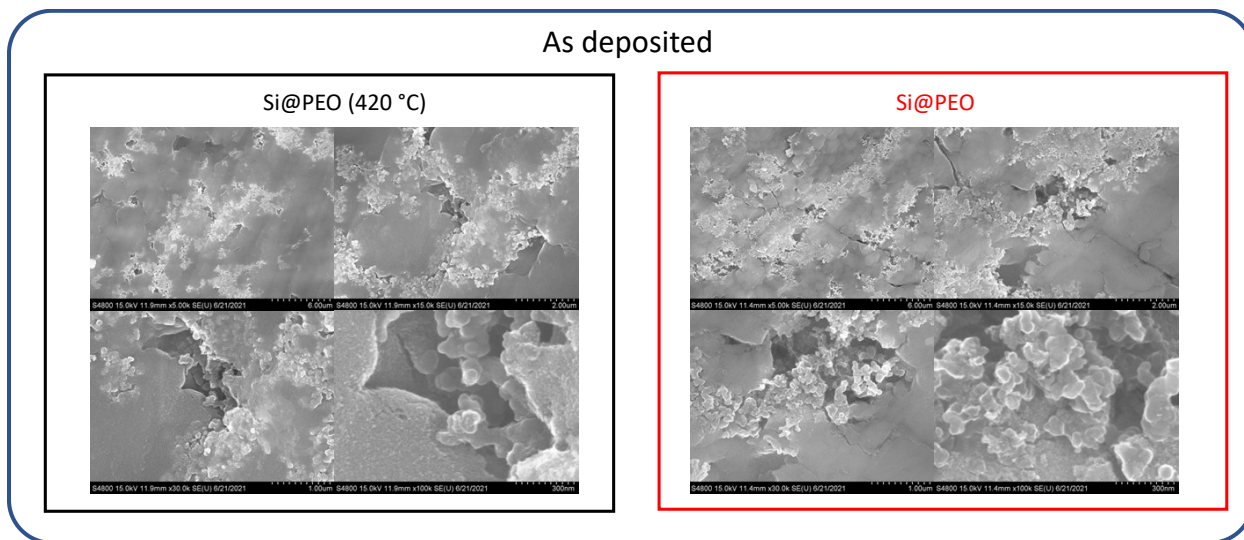 As deposited
Si@PEO (420 °C)
S4800 15.0kV 11.9mm x5.00k SE(U) 6/21/2021 6.00um
S4800 15.0kV 11.9mm x15.0k SE(U) 6/21/2021 2.00um
S4800 15.0kV 11.9mm x30.0k SE(U) 6/21/2021 1.00um
S4800 15.0kV 11.9mm x100k SE(U) 6/21/2021 300nm
Si@PEO
S4800 15.0kV 11.4mm x5.00k SE(U) 6/21/2021 6.00um
S4800 15.0kV 11.4mm x15.0k SE(U) 6/21/2021 2.00um
S4800 15.0kV 11.4mm x30.0k SE(U) 6/21/2021 1.00um
S4800 15.0kV 11.4mm x100k SE(U) 6/21/2021 300nm